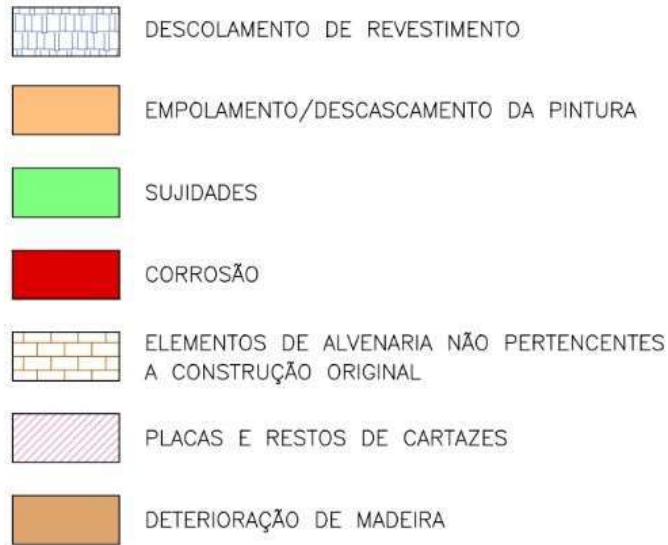 DESCOLAMENTO DE REVESTIMENTO
EMPOLAMENTO/DESCASCAMENTO DA PINTURA
SUJIDADES
CORROSÃO
ELEMENTOS DE ALVENARIA NÃO PERTENCENTES
A CONSTRUÇÃO ORIGINAL
PLACAS E RESTOS DE CARTAZES
DETERIORAÇÃO DE MADEIRA